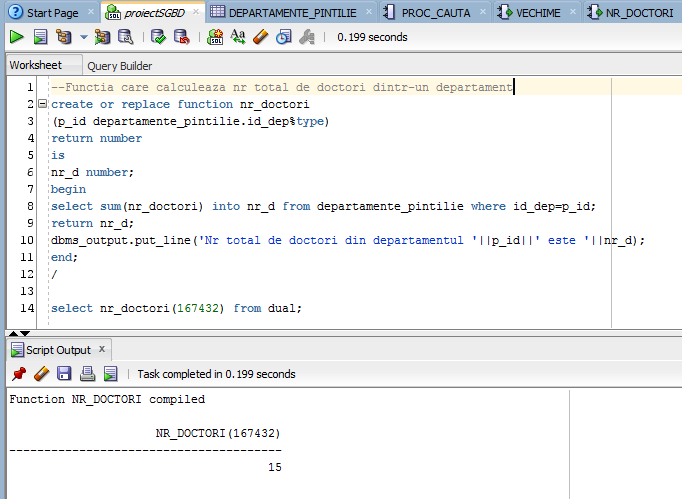 Start Page proiectSGBD DEPARTAMENTE_PINTILIE PROC_CAUTA VECHIME NR_DOCTORI
0.199 seconds
Worksheet Query Builder
1 --Functia care calculeaza nr total de doctori dintr-un departament
2 create or replace function nr_doctori
3 (p_id departamente_pintilie.id_dep%type)
4 return number
5 is
6 nr_d number;
7 begin
8 select sum(nr_doctori) into nr_d from departamente_pintilie where id_dep=p_id;
9 return nr_d;
10 dbms_output.put_line('Nr total de doctori din departamentul '||p_id||' este '||nr_d);
11 end;
12 /
13
14 select nr_doctori(167432) from dual;
Script Output x
Task completed in 0.199 seconds
Function NR_DOCTORI compiled
NR_DOCTORI(167432)
---------------------------------------
15